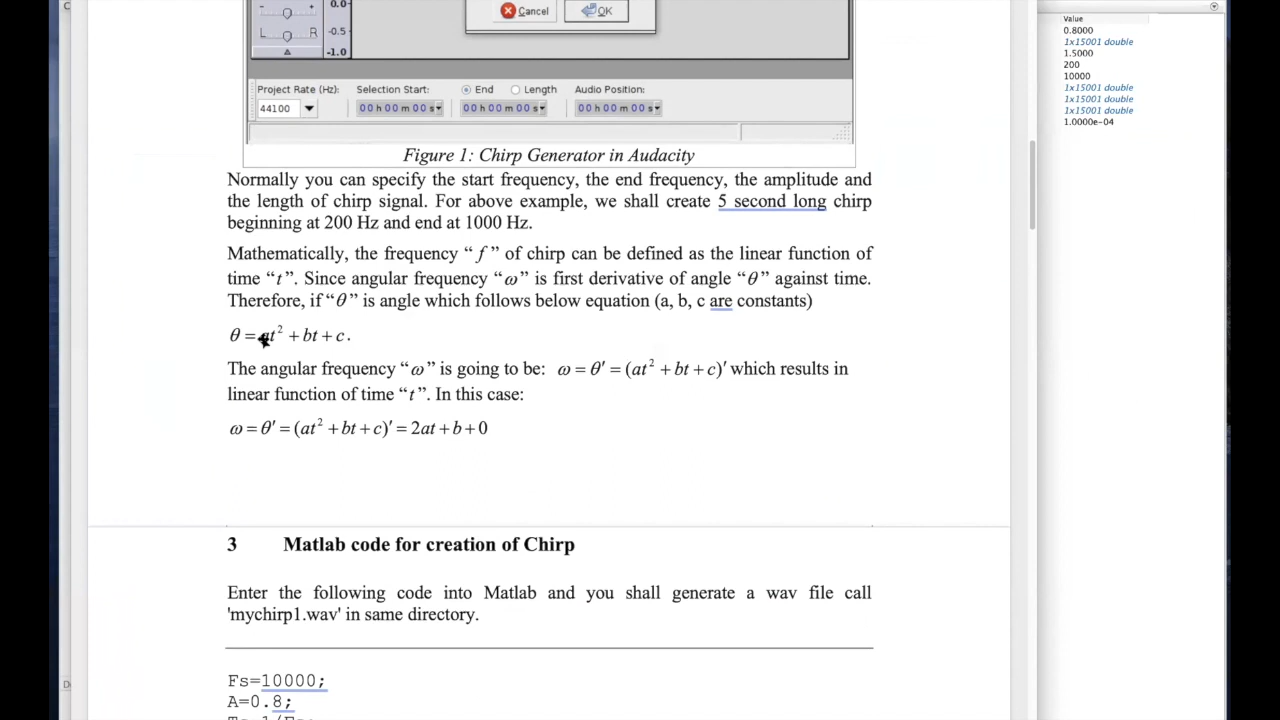 0.0
- +
L R -0.5
-1.0
Cancel OK
Project Rate (Hz): Selection Start: End Length Audio Position:
44100 00 h 00 m 00 s 00 h 00 m 00 s 00 h 00 m 00 s
Figure 1: Chirp Generator in Audacity
Normally you can specify the start frequency, the end frequency, the amplitude and
the length of chirp signal. For above example, we shall create 5 second long chirp
beginning at 200 Hz and end at 1000 Hz.
Mathematically, the frequency “ f ” of chirp can be defined as the linear function of
time “t”. Since angular frequency “ω” is first derivative of angle “θ” against time.
Therefore, if “θ” is angle which follows below equation (a, b, c are constants)
θ = at² + bt + c.
The angular frequency “ω” is going to be: ω = θ′ = (at² + bt + c)′ which results in
linear function of time “t”. In this case:
ω = θ′ = (at² + bt + c)′ = 2at + b + 0
3 Matlab code for creation of Chirp
Enter the following code into Matlab and you shall generate a wav file call
'mychirp1.wav' in same directory.
Fs=10000;
A=0.8;
Value
0.8000
1x15001 double
1.5000
200
10000
1x15001 double
1x15001 double
1x15001 double
1.0000e-04